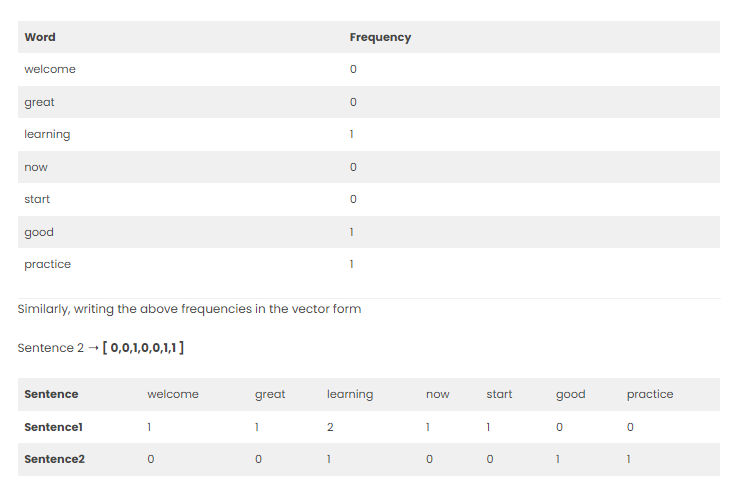 Word Frequency
welcome 0
great 0
learning 1
now 0
start 0
good 1
practice 1
Similarly, writing the above frequencies in the vector form
Sentence 2 → [ 0,0,1,0,0,1,1 ]
Sentence welcome great learning now start good practice
Sentence1 1 1 2 1 1 0 0
Sentence2 0 0 1 0 0 1 1